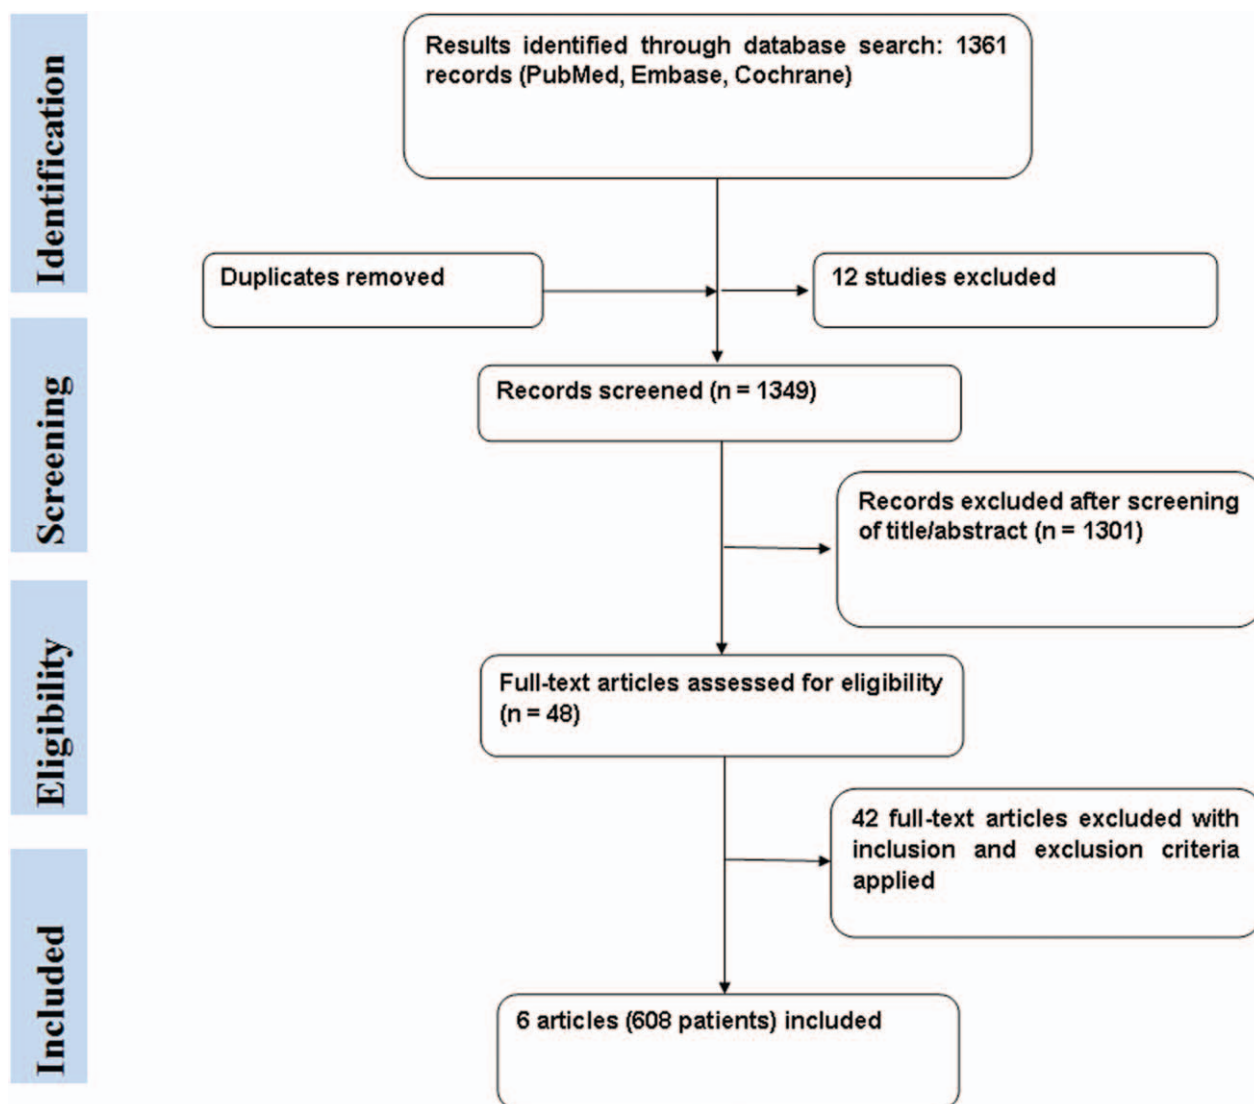 Identification
Results identified through database search: 1361
records (PubMed, Embase, Cochrane)
Duplicates removed
12 studies excluded
Screening
Records screened (n = 1349)
Records excluded after screening
of title/abstract (n = 1301)
Eligibility
Full-text articles assessed for eligibility
(n = 48)
42 full-text articles excluded with
inclusion and exclusion criteria
applied
Included
6 articles (608 patients) included